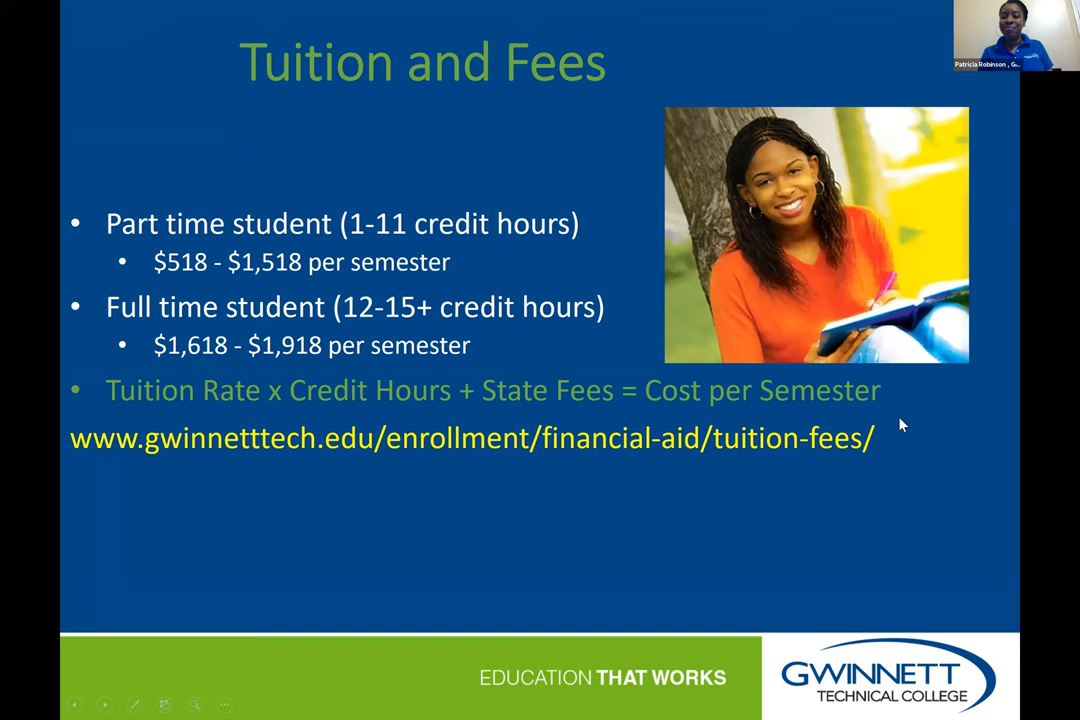 Tuition and Fees
Patricia Robinson , G...
• Part time student (1-11 credit hours)
• $518 - $1,518 per semester
• Full time student (12-15+ credit hours)
• $1,618 - $1,918 per semester
• Tuition Rate x Credit Hours + State Fees = Cost per Semester
www.gwinnetttech.edu/enrollment/financial-aid/tuition-fees/
EDUCATION THAT WORKS
GWINNETT
TECHNICAL COLLEGE